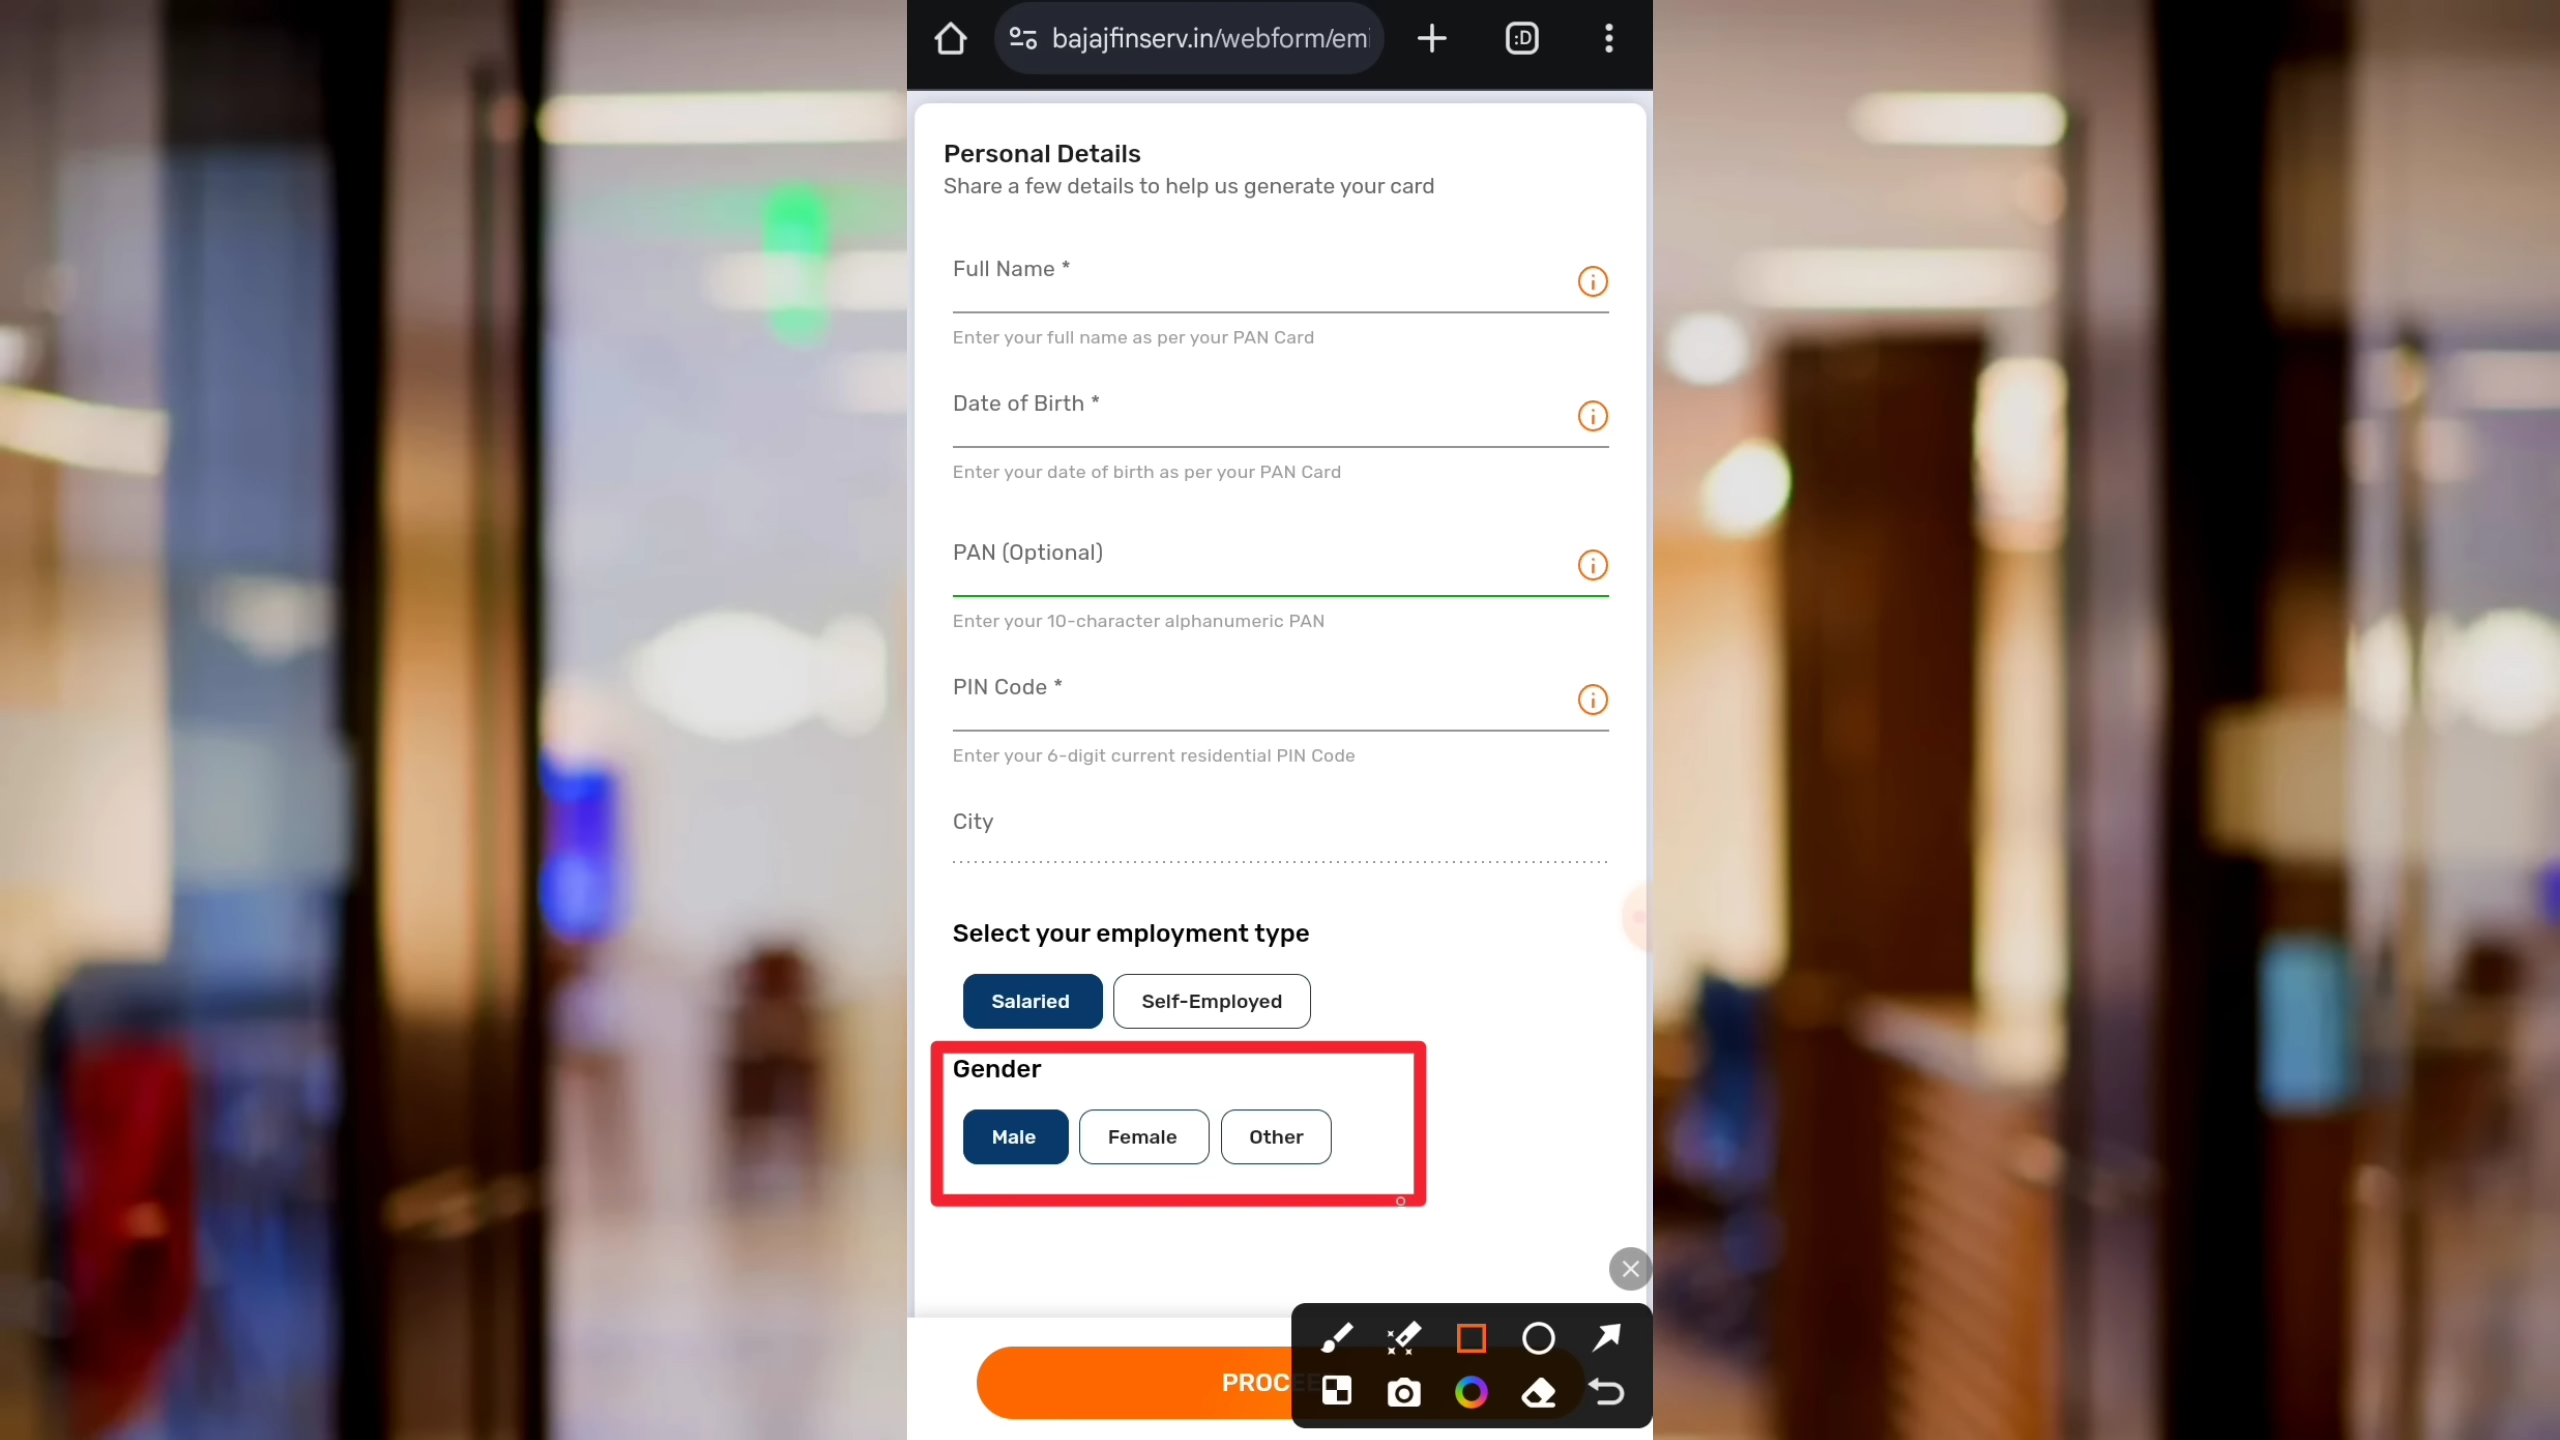 bajajfinserv.in/webform/emi
:D
Personal Details
Share a few details to help us generate your card
Full Name *
Enter your full name as per your PAN Card
Date of Birth *
Enter your date of birth as per your PAN Card
PAN (Optional)
Enter your 10-character alphanumeric PAN
PIN Code *
Enter your 6-digit current residential PIN Code
City
Select your employment type
Salaried Self-Employed
Gender
Male Female Other